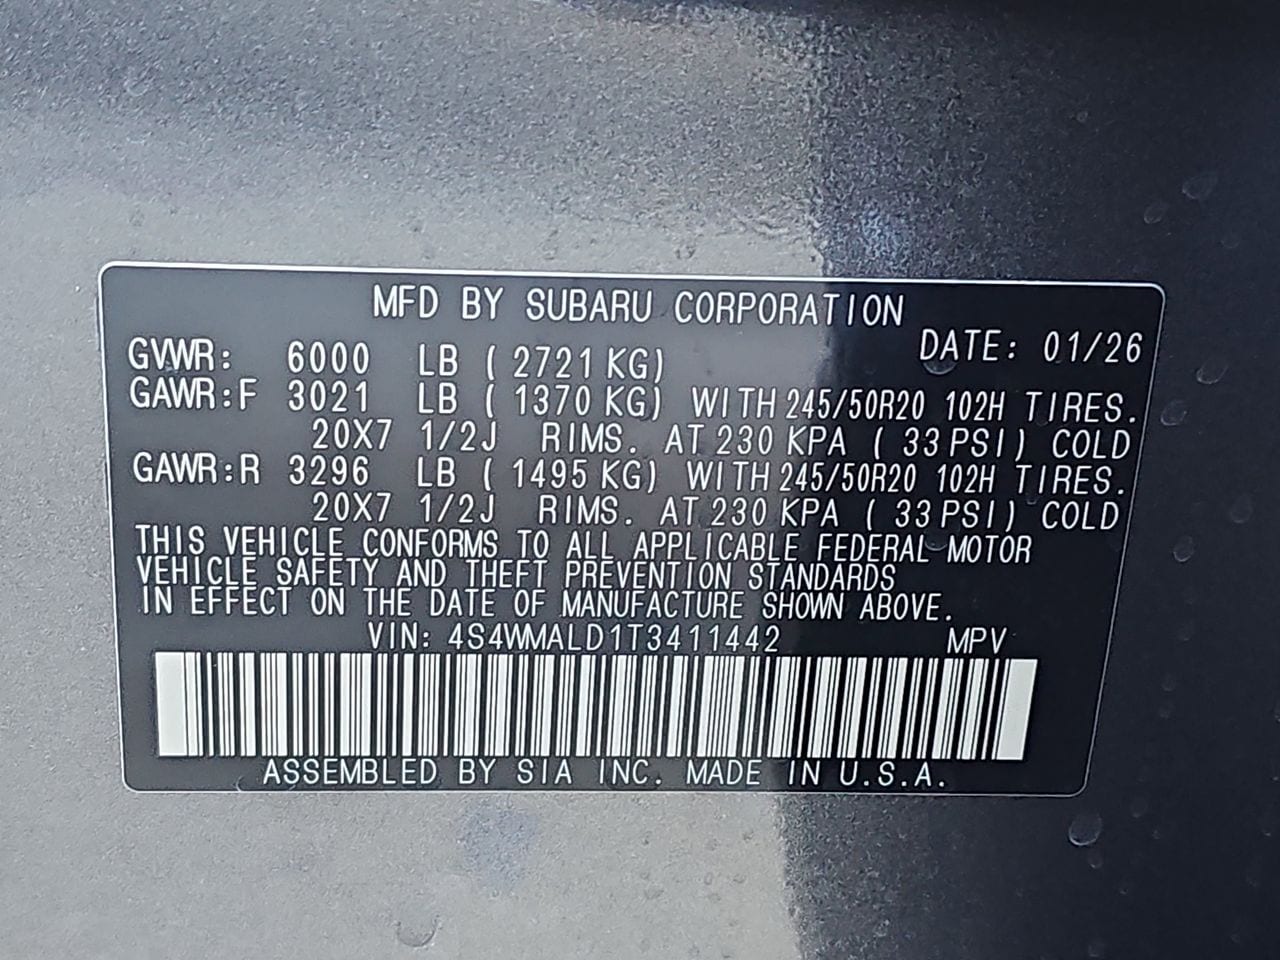 MFD BY SUBARU CORPORATION
DATE: 01/26
GVWR: 6000 LB ( 2721 KG)
GAWR:F 3021 LB ( 1370 KG) WITH 245/50R20 102H TIRES.
20X7 1/2J RIMS. AT 230 KPA ( 33 PSI) COLD
GAWR:R 3296 LB ( 1495 KG) WITH 245/50R20 102H TIRES.
20X7 1/2J RIMS. AT 230 KPA ( 33 PSI) COLD
THIS VEHICLE CONFORMS TO ALL APPLICABLE FEDERAL MOTOR
VEHICLE SAFETY AND THEFT PREVENTION STANDARDS
IN EFFECT ON THE DATE OF MANUFACTURE SHOWN ABOVE.
VIN: 4S4WMALD1T3411442 MPV
ASSEMBLED BY SIA INC. MADE IN U.S.A.